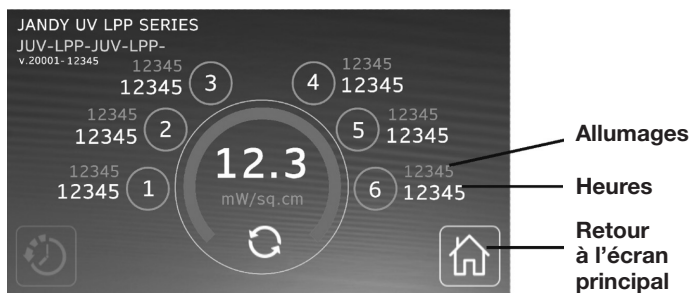 JANDY UV LPP SERIES
JUV-LPP-JUV-LPP-
v.20001-12345
12345
12345 3
12345
4 12345
12345
12345 2
12345
5 12345
12345
12345 1
12.3
mW/sq.cm
12345
6 12345
Allumages
Heures
Retour
à l'écran
principal